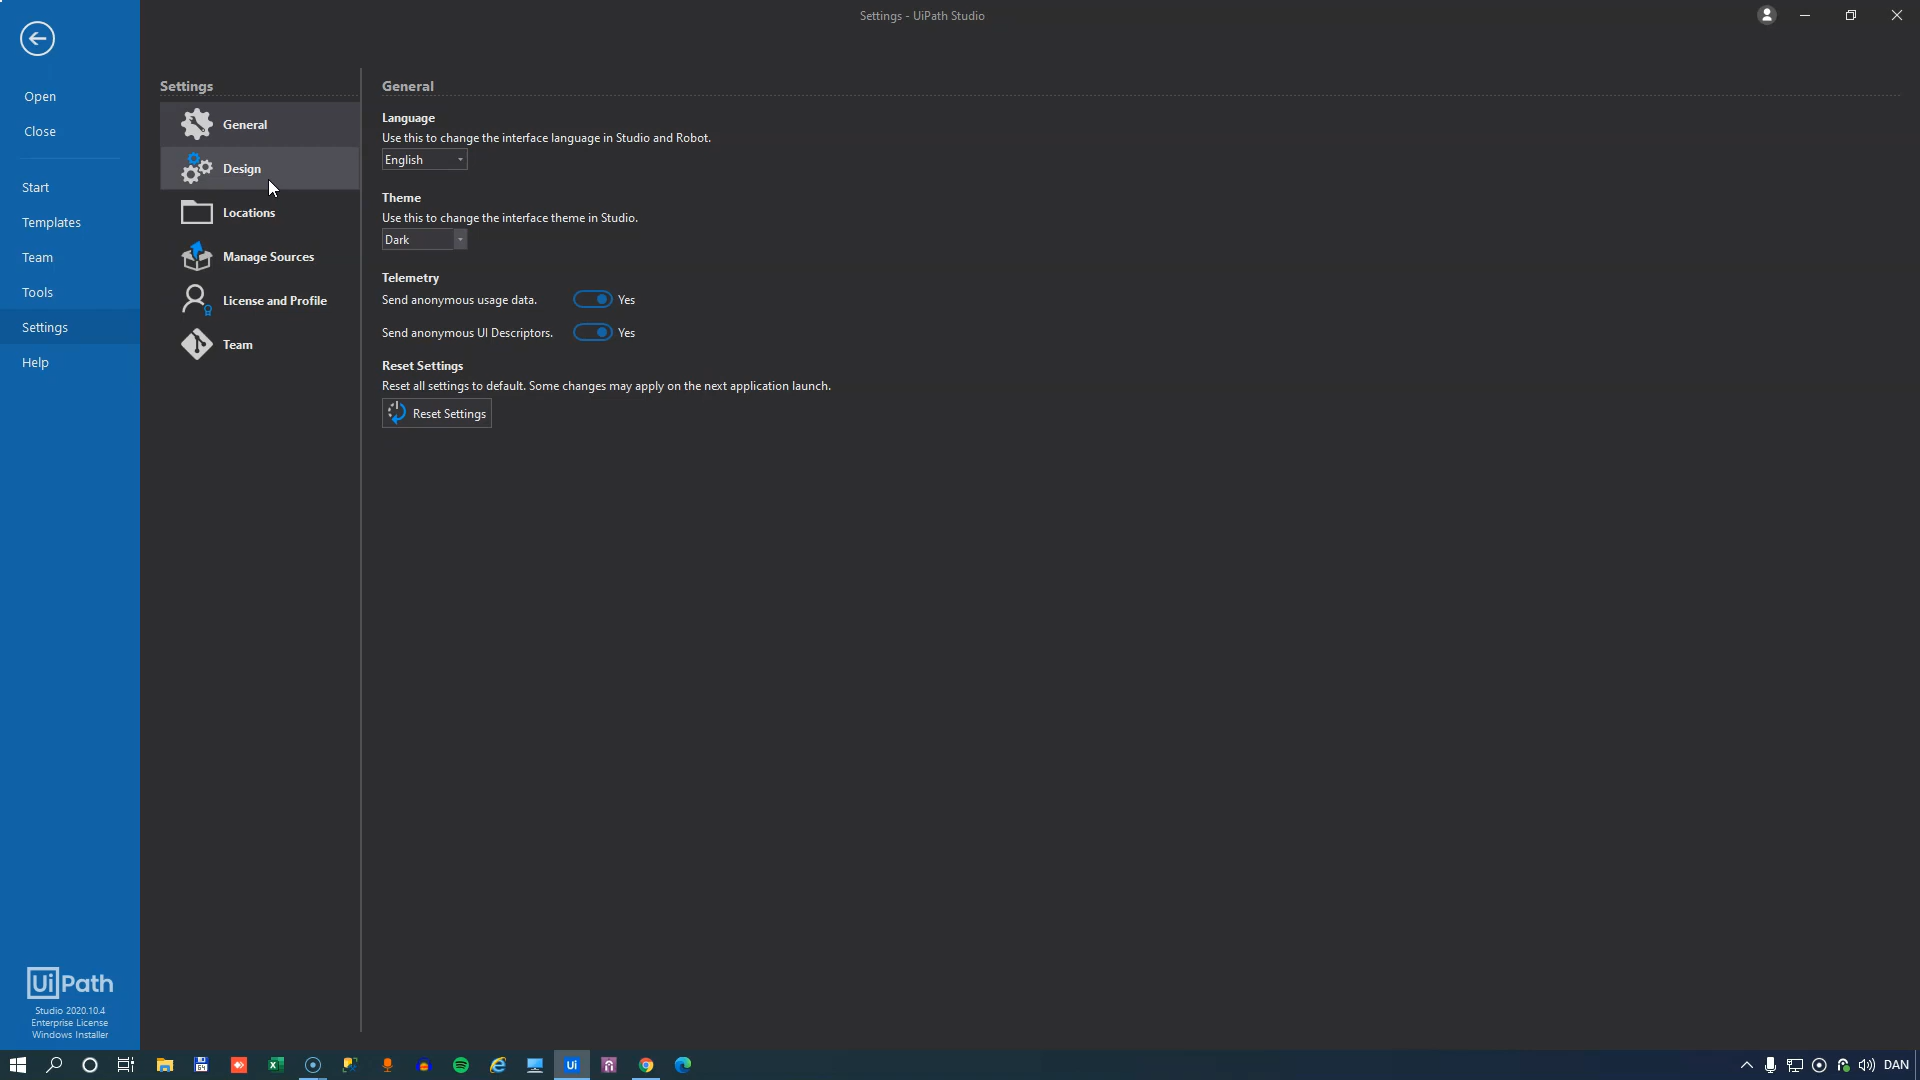 Settings - UiPath Studio
Open
Close
Start
Templates
Team
Tools
Settings
Help
Settings
General
Design
Locations
Manage Sources
License and Profile
Team
General
Language
Use this to change the interface language in Studio and Robot.
English
Theme
Use this to change the interface theme in Studio.
Dark
Telemetry
Send anonymous usage data.
Yes
Send anonymous UI Descriptors.
Yes
Reset Settings
Reset all settings to default. Some changes may apply on the next application launch.
Reset Settings
UiPath
Studio 2020.10.4
Enterprise License
Windows Installer
Ui
DAN